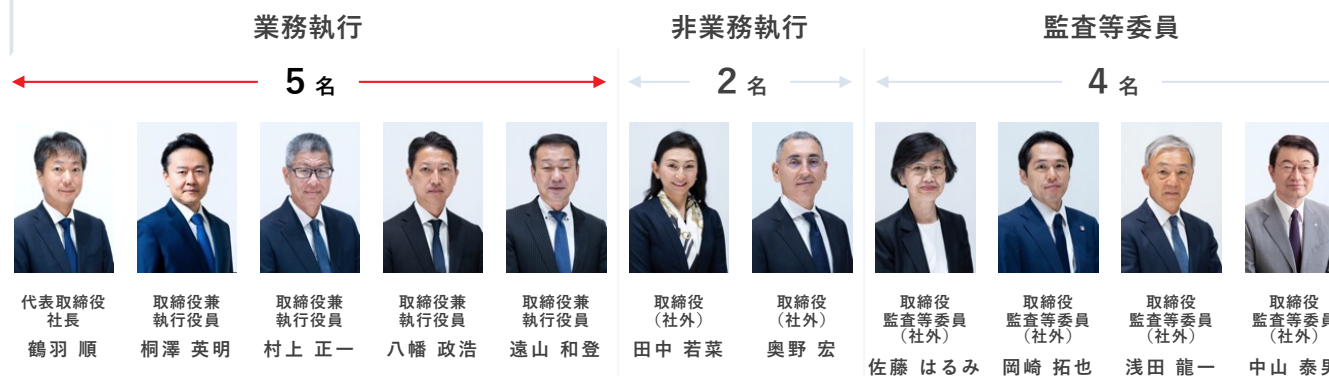 業務執行
非業務執行
監査等委員
5 名
2 名
4 名
代表取締役
社長
鶴羽 順
取締役兼
執行役員
桐澤 英明
取締役兼
執行役員
村上 正一
取締役兼
執行役員
八幡 政浩
取締役兼
執行役員
遠山 和登
取締役
（社外）
田中 若菜
取締役
（社外）
奥野 宏
取締役
監査等委員
（社外）
佐藤 はるみ
取締役
監査等委員
（社外）
岡崎 拓也
取締役
監査等委員
（社外）
浅田 龍一
取締役
監査等委員
（社外）
中山 泰男